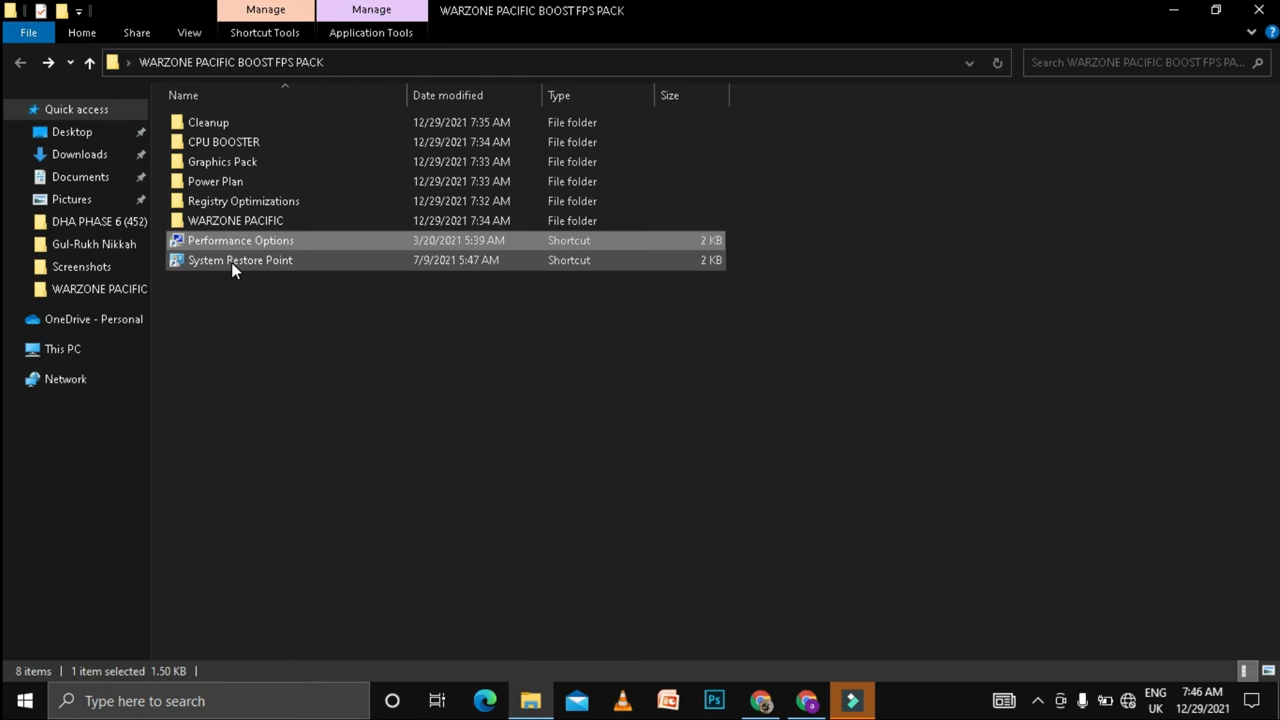 Manage Manage WARZONE PACIFIC BOOST FPS PACK
File Home Share View Shortcut Tools Application Tools
WARZONE PACIFIC BOOST FPS PACK Search WARZONE PACIFIC BOOST FPS PA...
Name Date modified Type Size
Quick access
Desktop
Downloads
Documents
Pictures
DHA PHASE 6 (452)
Gul-Rukh Nikkah
Screenshots
WARZONE PACIFIC
OneDrive - Personal
This PC
Network
Cleanup 12/29/2021 7:35 AM File folder
CPU BOOSTER 12/29/2021 7:34 AM File folder
Graphics Pack 12/29/2021 7:33 AM File folder
Power Plan 12/29/2021 7:33 AM File folder
Registry Optimizations 12/29/2021 7:32 AM File folder
WARZONE PACIFIC 12/29/2021 7:34 AM File folder
Performance Options 3/20/2021 5:39 AM Shortcut 2 KB
System Restore Point 7/9/2021 5:47 AM Shortcut 2 KB
8 items 1 item selected 1.50 KB
Type here to search ENG 7:46 AM
UK 12/29/2021